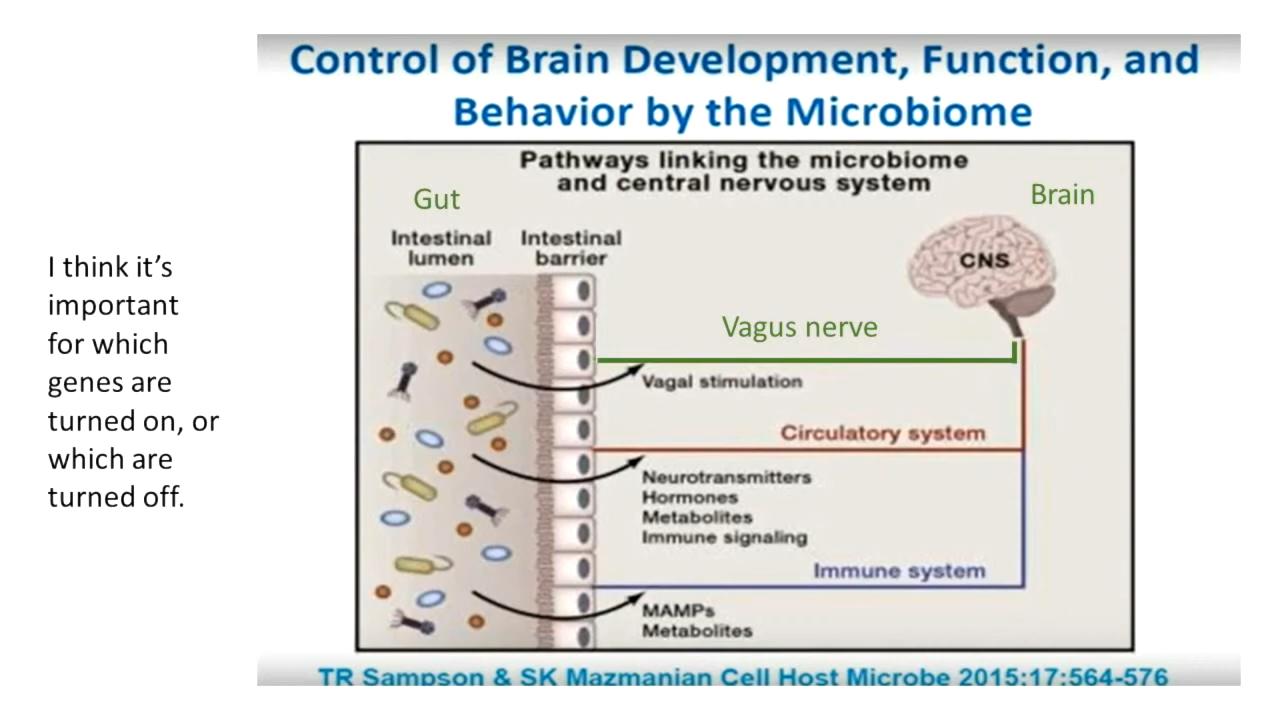 Control of Brain Development, Function, and
Behavior by the Microbiome
Pathways linking the microbiome
and central nervous system
Gut
Brain
Intestinal
lumen
Intestinal
barrier
CNS
I think it’s
important
for which
genes are
turned on, or
which are
turned off.
Vagus nerve
Vagal stimulation
Circulatory system
Neurotransmitters
Hormones
Metabolites
Immune signaling
Immune system
MAMPs
Metabolites
TR Sampson & SK Mazmanian Cell Host Microbe 2015;17:564-576